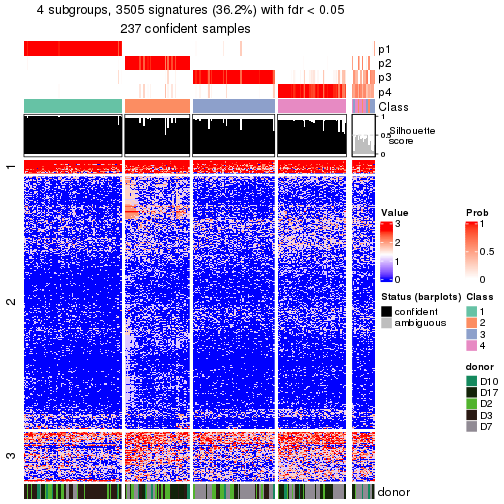 4 subgroups, 3505 signatures (36.2%) with fdr < 0.05
237 confident samples
p1
p2
p3
p4
Class
1
0.5
0
Silhouette
score
1
2
3
donor
Value
3
2
1
0
Prob
1
0.5
0
Status (barplots)
confident
ambiguous
Class
1
2
3
4
donor
D10
D17
D2
D3
D7